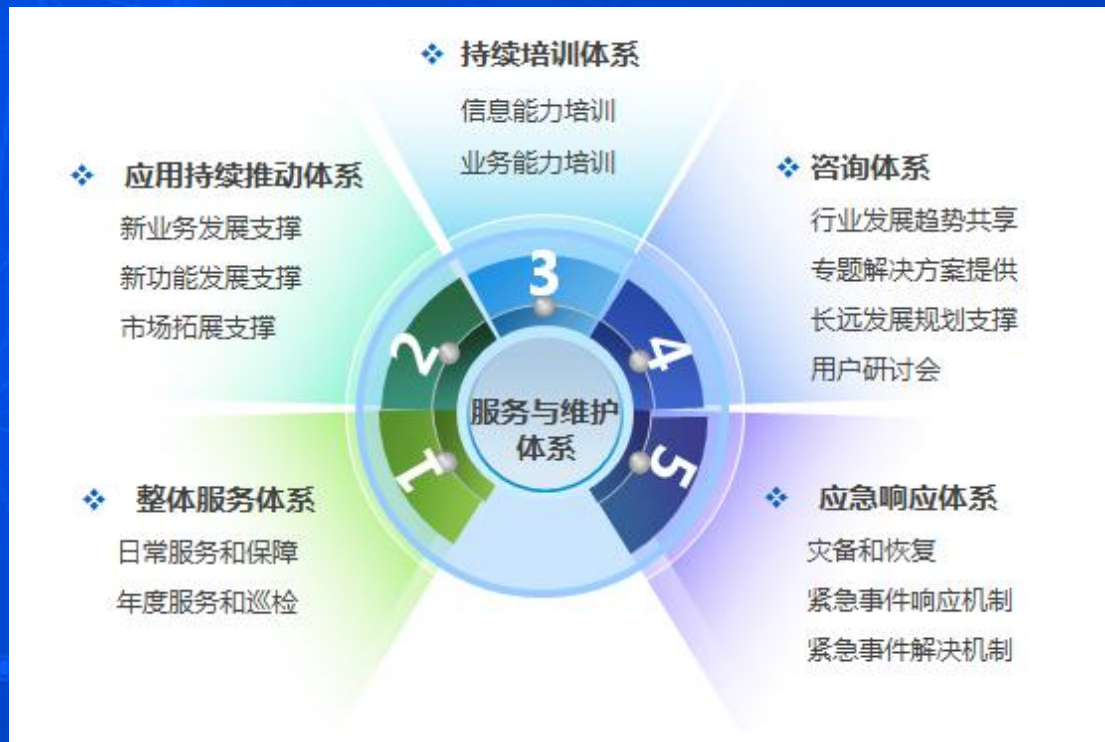 持续培训体系
信息能力培训
业务能力培训
应用持续推动体系
新业务发展支撑
新功能发展支撑
市场拓展支撑
咨询体系
行业发展趋势共享
专题解决方案提供
长远发展规划支撑
用户研讨会
3
2
4
1
5
服务与维护
体系
整体服务体系
日常服务和保障
年度服务和巡检
应急响应体系
灾备和恢复
紧急事件响应机制
紧急事件解决机制